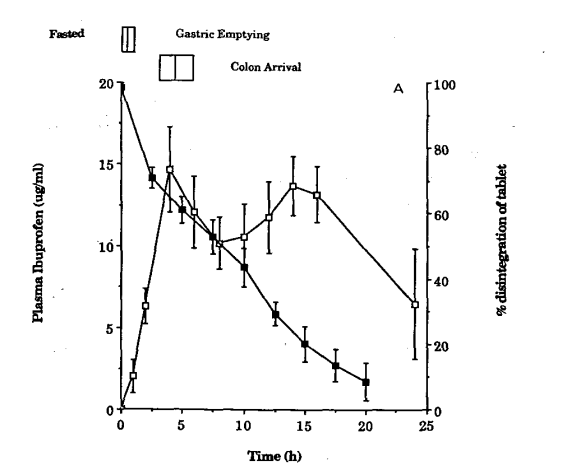 Fasted
Gastric Emptying
Colon Arrival
A
20
15
10
5
0
100
80
60
40
20
0
0 5 10 15 20 25
Plasma Ibuprofen (ug/ml)
% disintegration of tablet
Time (h)